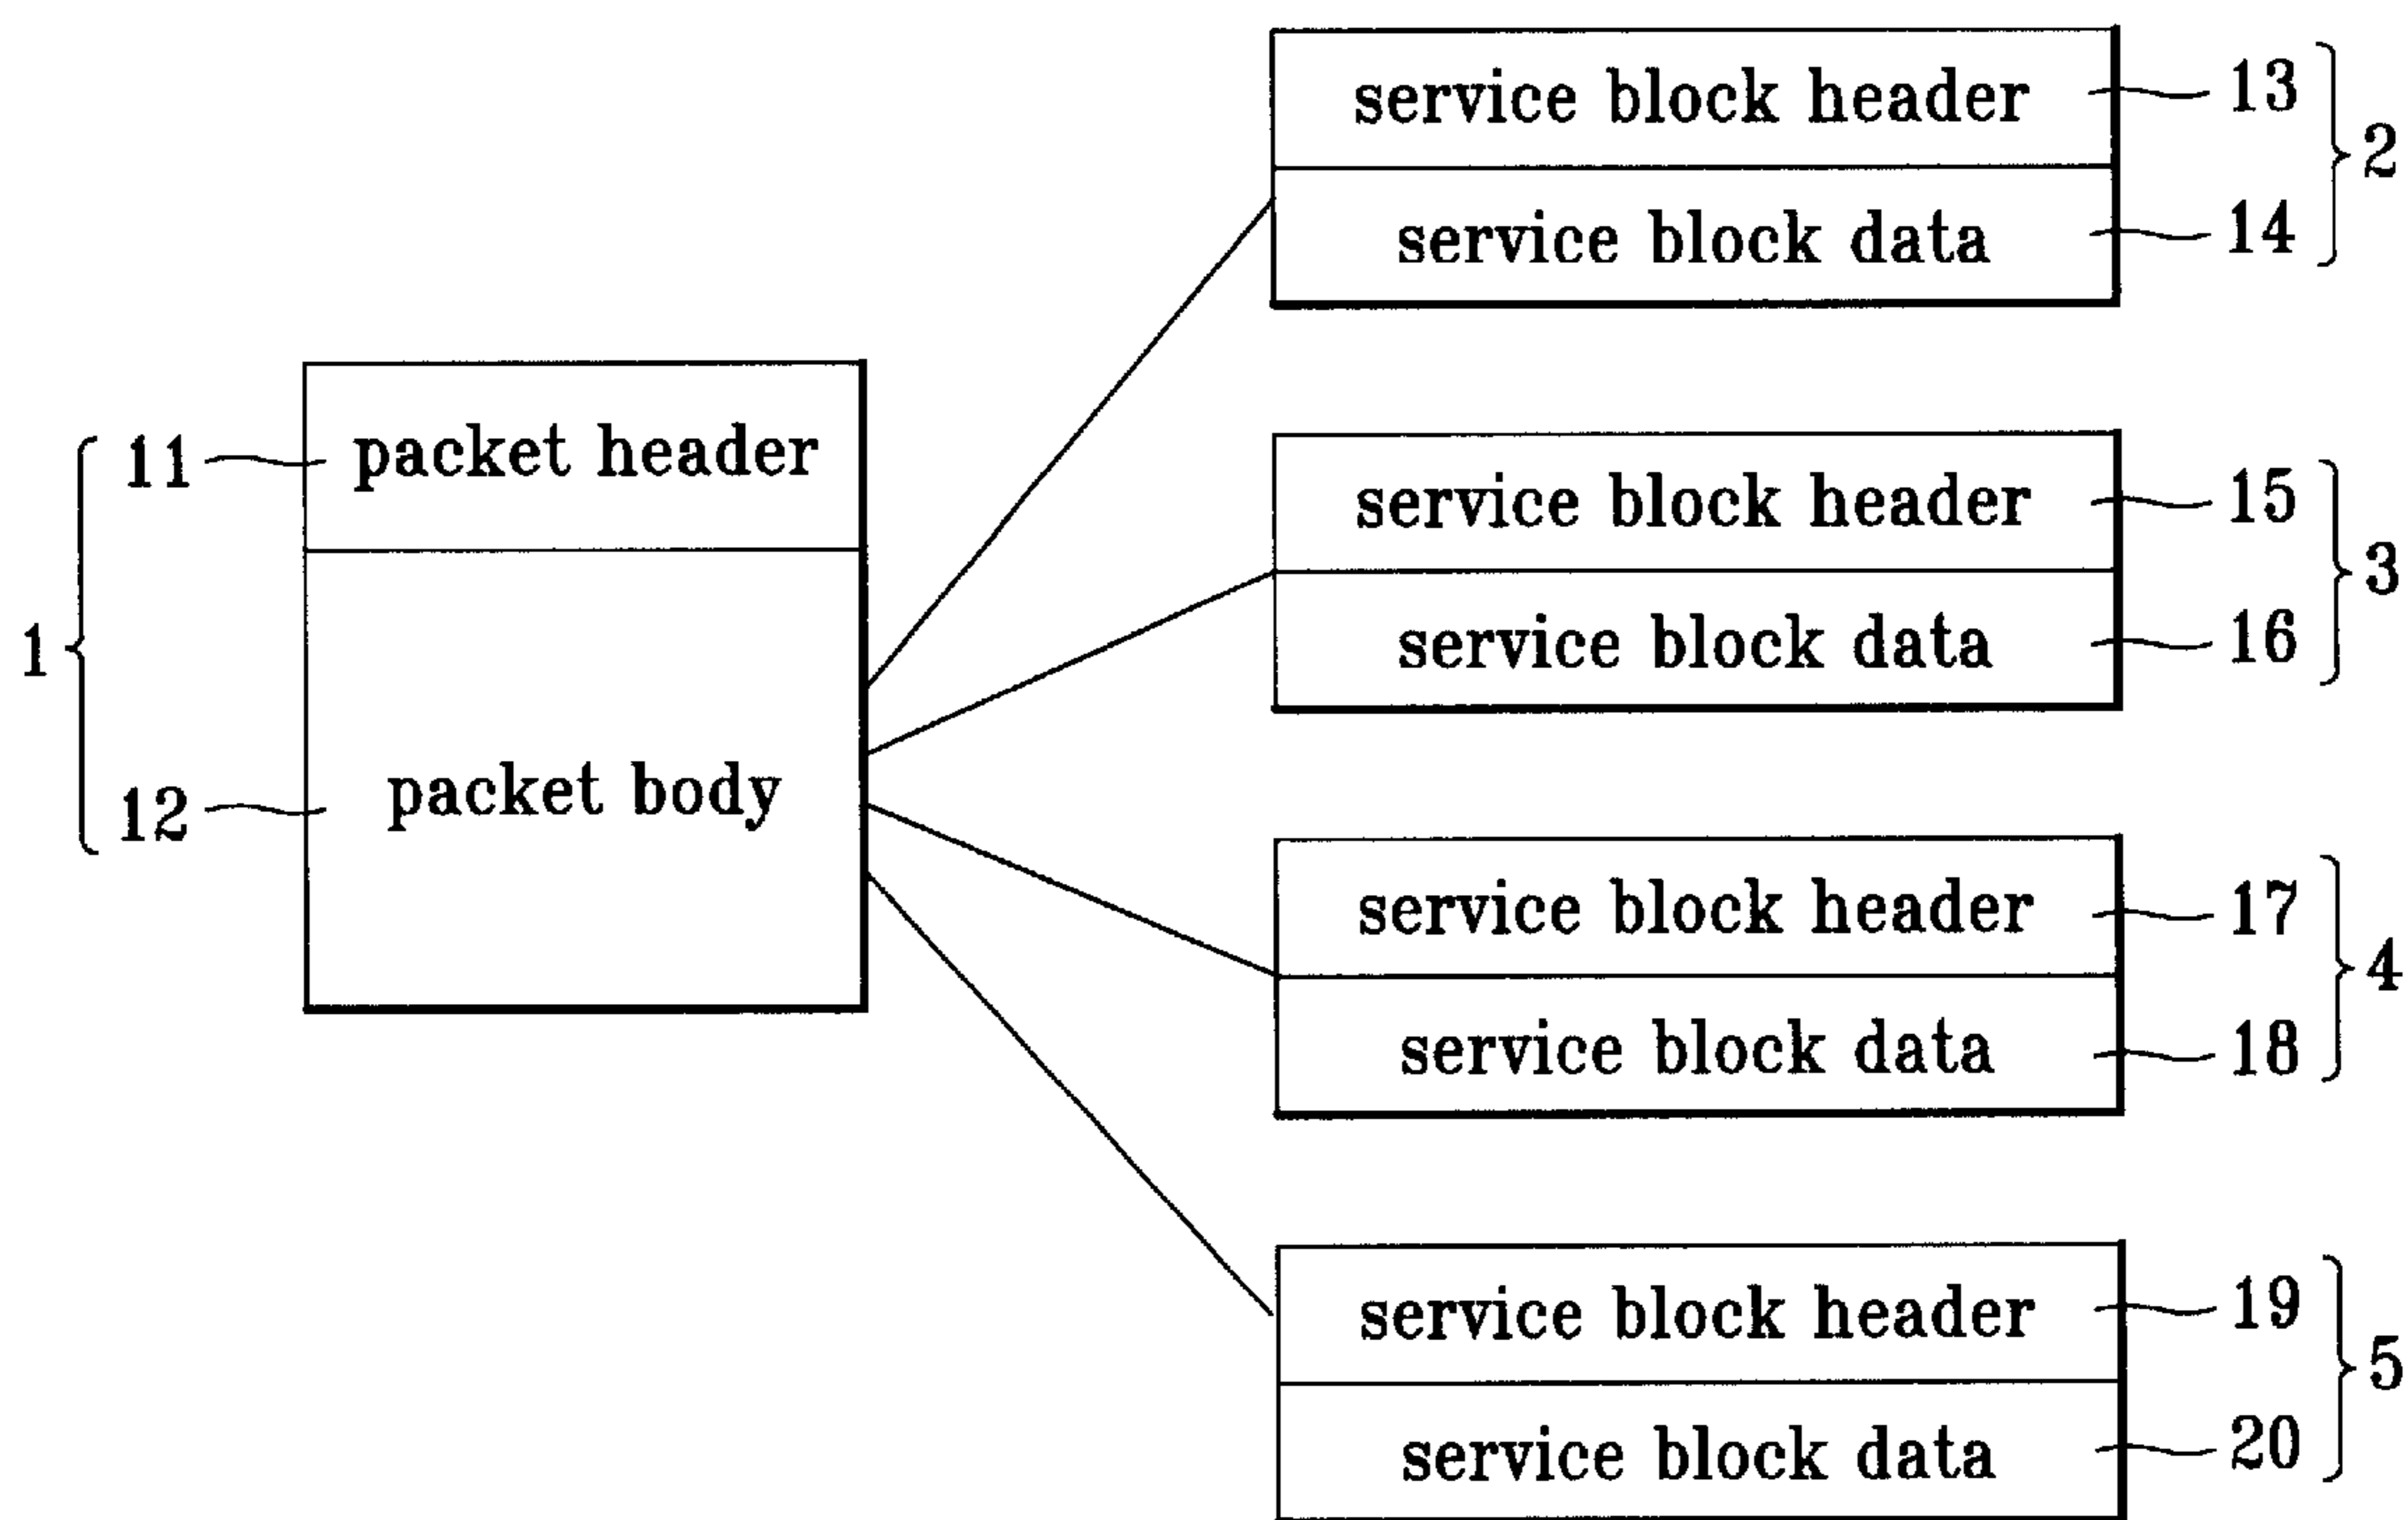 service block header 13
2
service block data 14
packet header 11
1
packet body 12
service block header 15
3
service block data 16
service block header 17
4
service block data 18
service block header 19
5
service block data 20